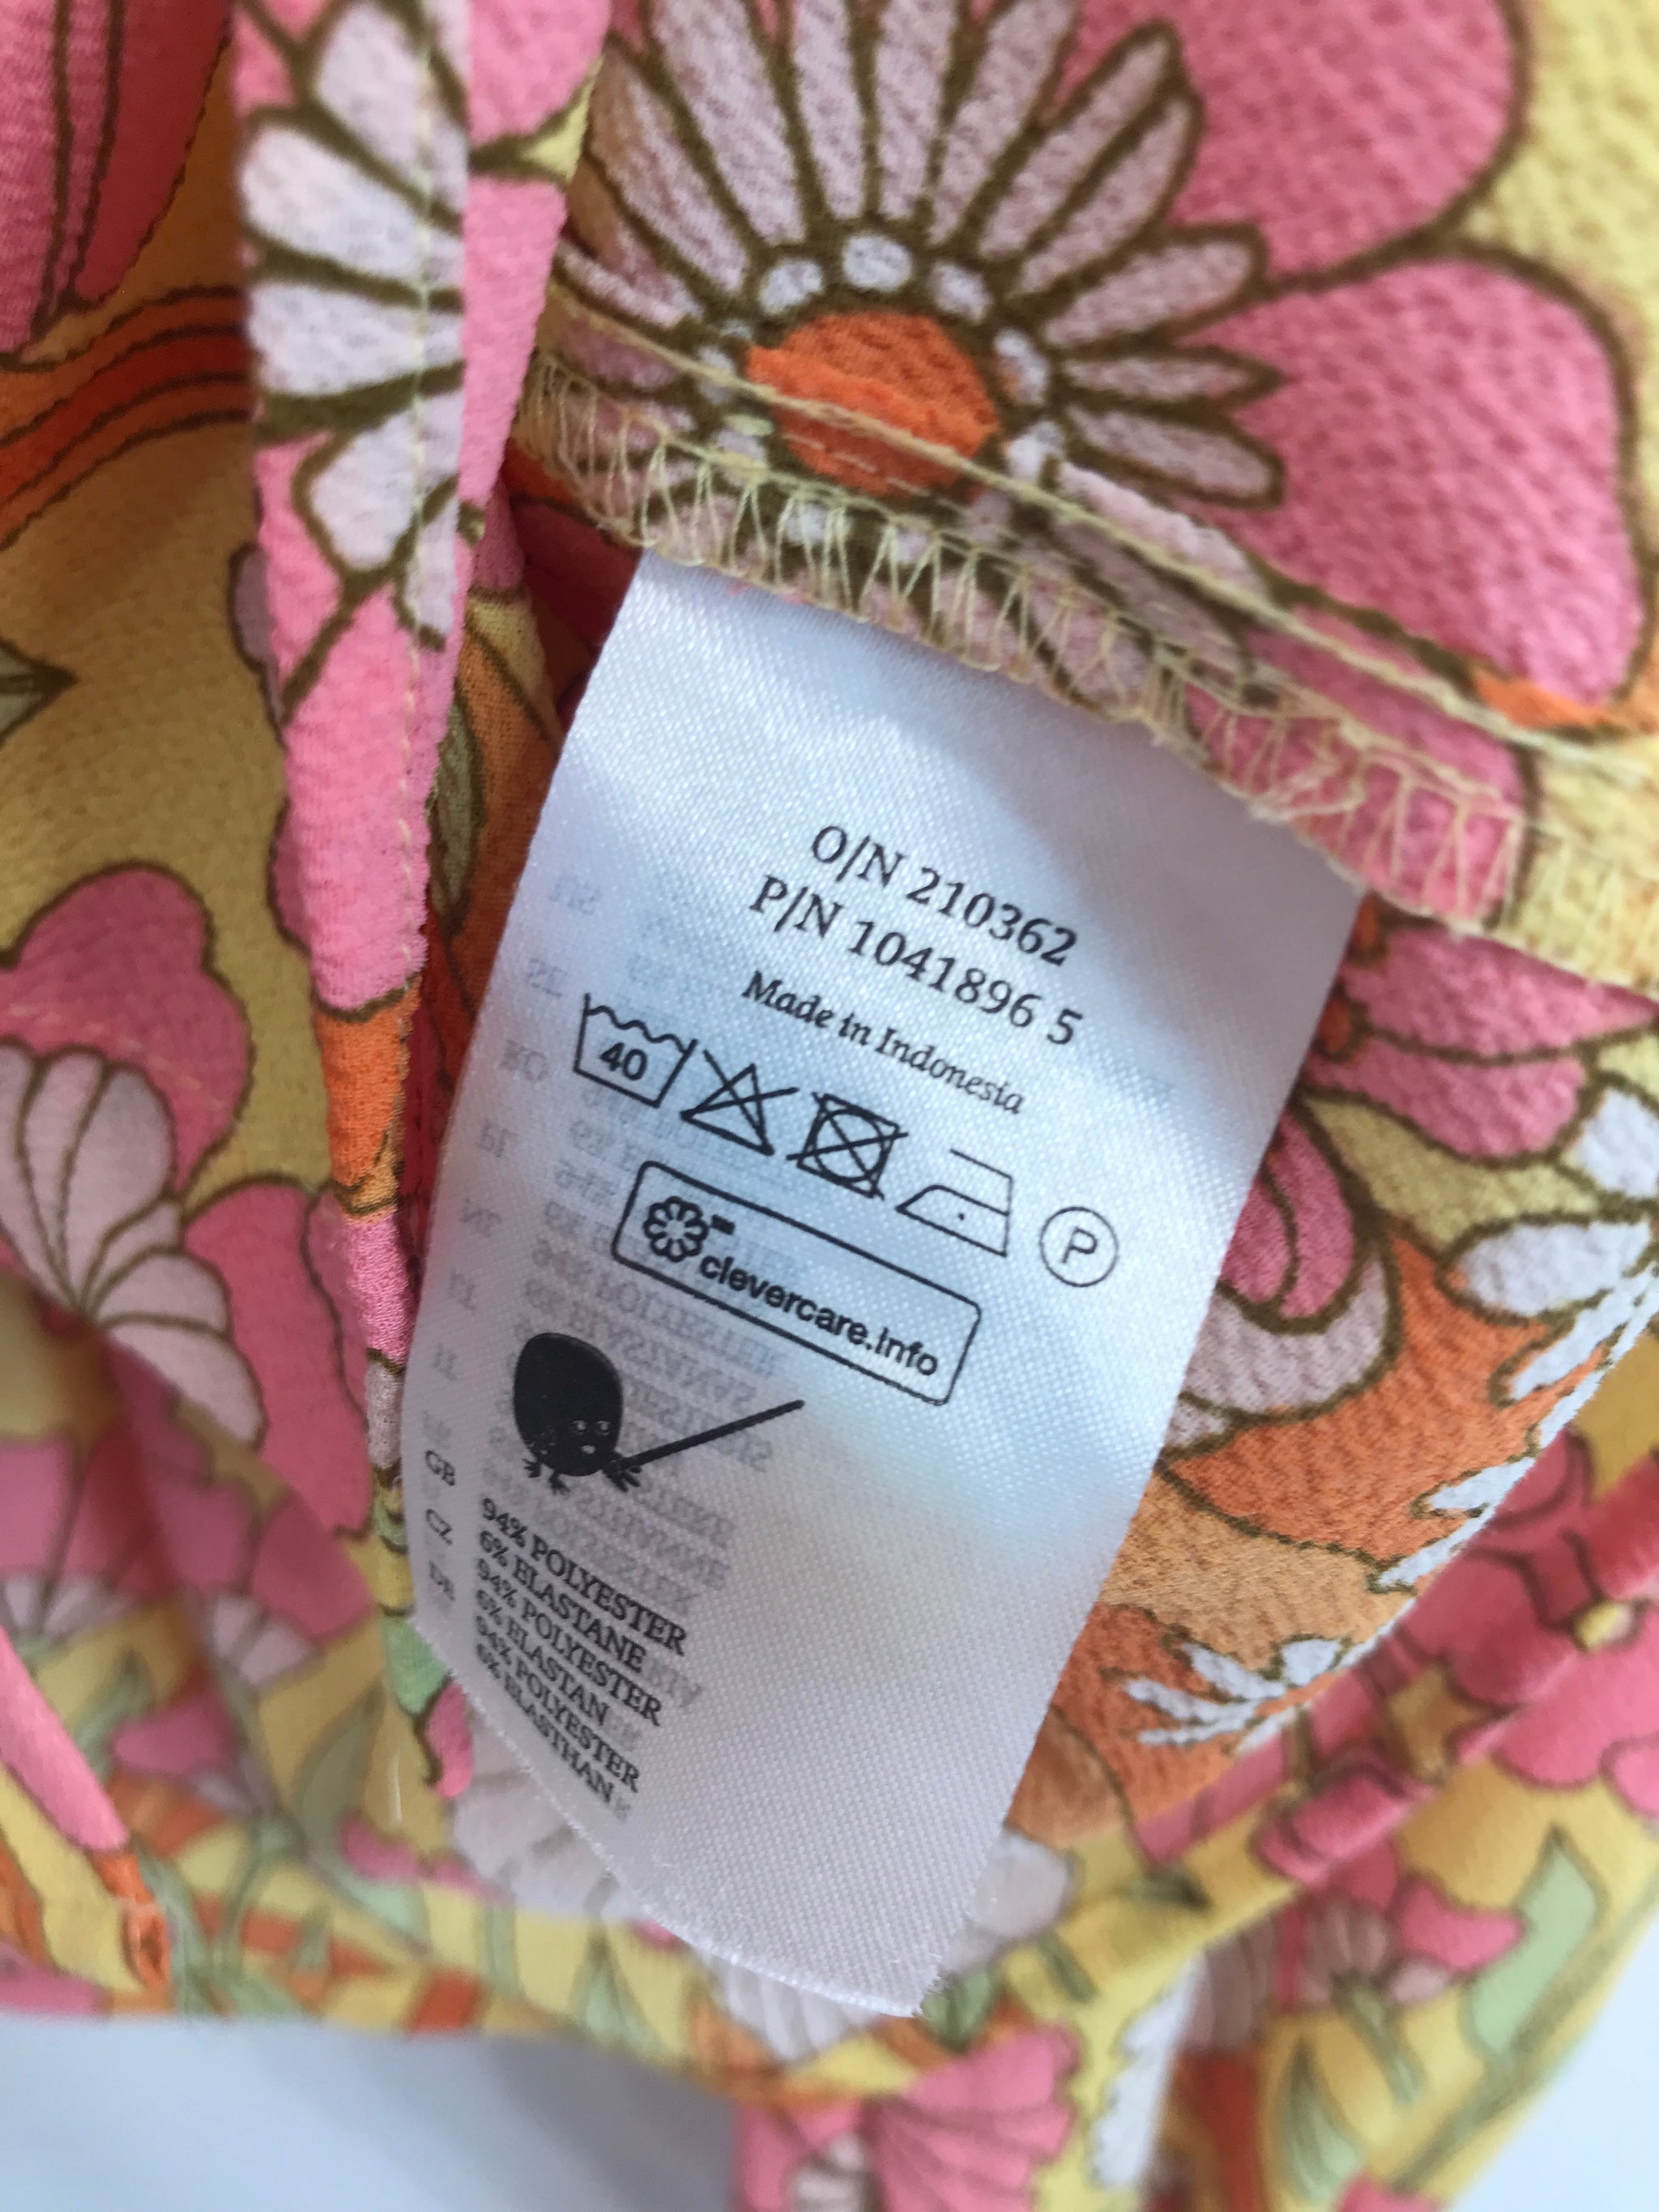 O/N 210362
P/N 1041896 5
Made in Indonesia
40
P
clevercare.info
GB 94% POLYESTER
6% ELASTANE
CZ 94% POLYESTER
6% ELASTAN
DE 94% POLYESTER
6% ELASTHAN